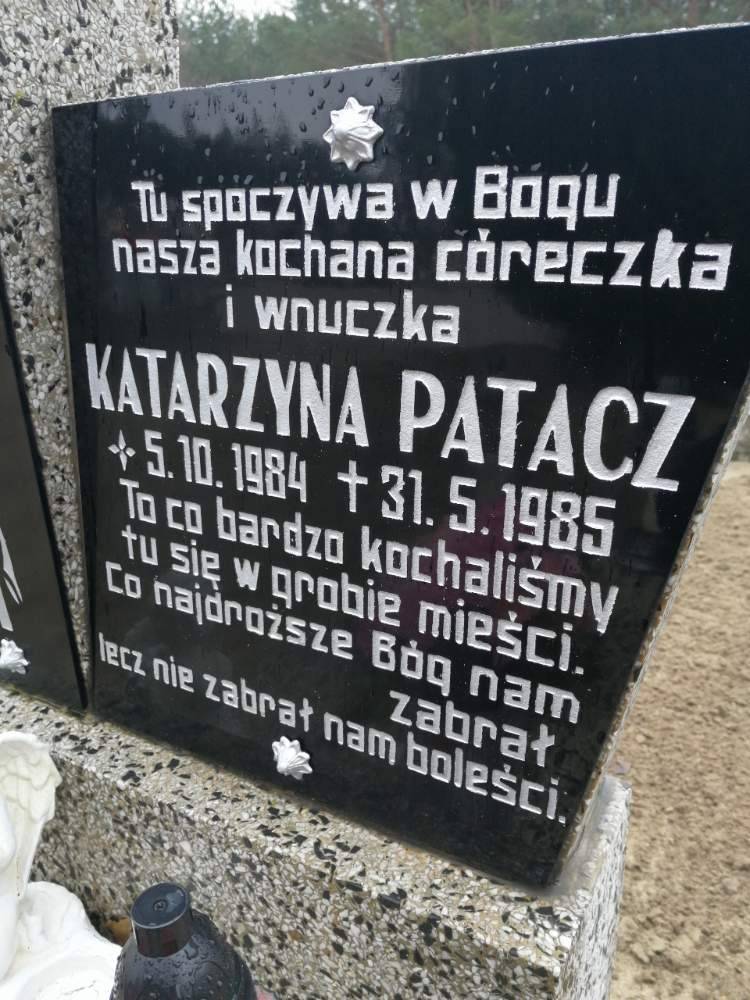 Tu spoczywa w Bogu
nasza kochana córeczka
i wnuczka
KATARZYNA PATACZ
5.10.1984 † 31.5.1985
To co bardzo kochaliśmy
tu się w grobie mieści.
Co najdroższe Bóg nam
zabrał
lecz nie zabrał nam boleści.